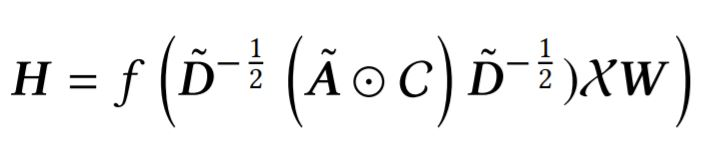 H = f (D̃^{-1/2} (Ã ⊙ C) D̃^{-1/2})XW)